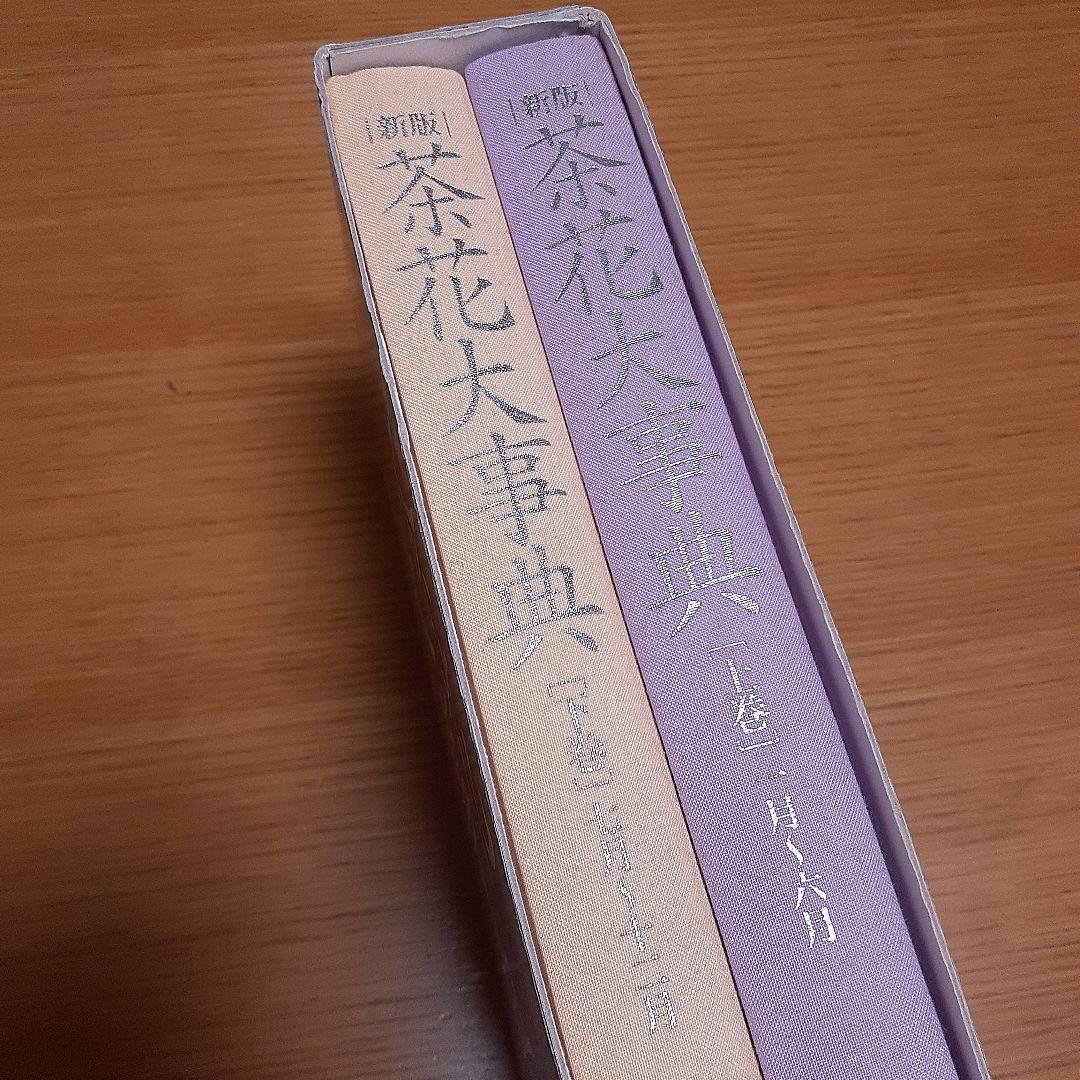 新版
茶花大事典
[上巻] 一月〜六月
新版
茶花大事典
[下巻] 七月〜十二月